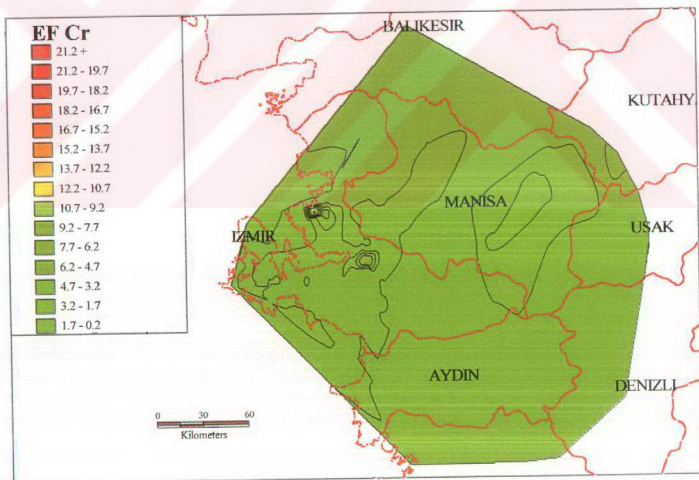 EF Cr
21.2 +
21.2 - 19.7
19.7 - 18.2
18.2 - 16.7
16.7 - 15.2
15.2 - 13.7
13.7 - 12.2
12.2 - 10.7
10.7 - 9.2
9.2 - 7.7
7.7 - 6.2
6.2 - 4.7
4.7 - 3.2
3.2 - 1.7
1.7 - 0.2
BALIKESIR
KUTAHY
MANISA
IZMIR
USAK
AYDIN
DENIZLI
0 30 60
Kilometers